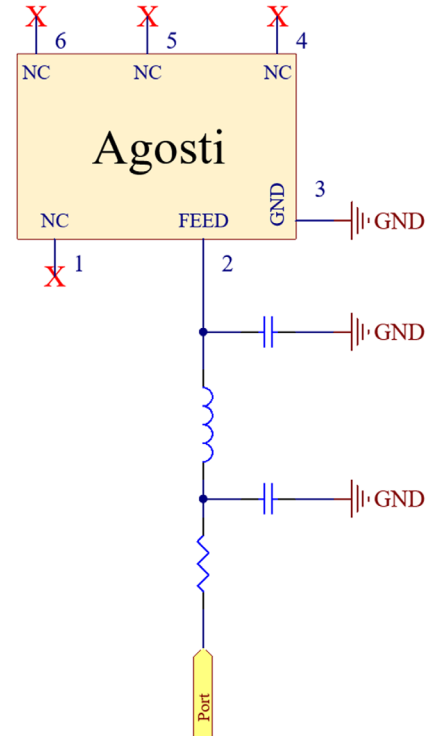 X X X
6 5 4
NC NC NC
Agosti
GND 3 GND
NC FEED
X 1 2
GND
GND
Port